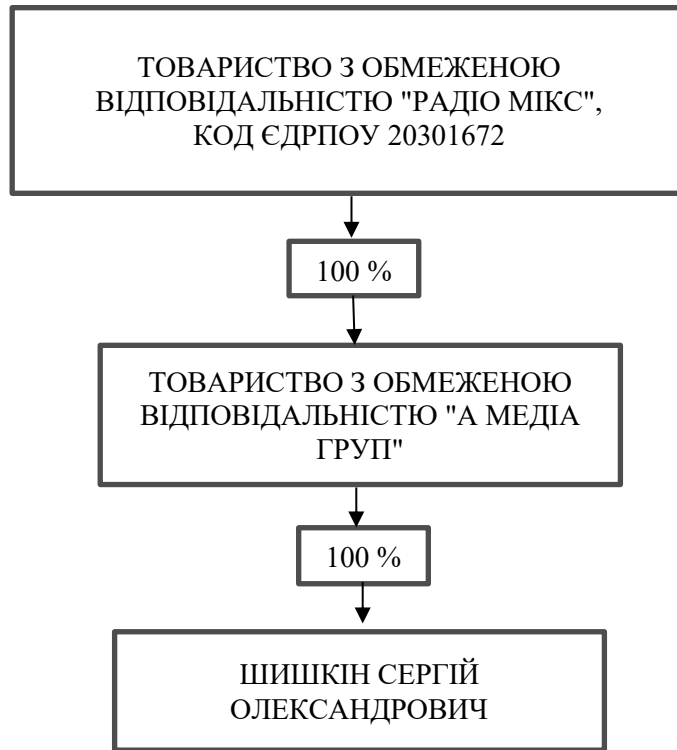 ТОВАРИСТВО З ОБМЕЖЕНОЮ
ВІДПОВІДАЛЬНІСТЮ "РАДІО МІКС",
КОД ЄДРПОУ 20301672
100 %
ТОВАРИСТВО З ОБМЕЖЕНОЮ
ВІДПОВІДАЛЬНІСТЮ "А МЕДІА
ГРУП"
100 %
ШИШКІН СЕРГІЙ
ОЛЕКСАНДРОВИЧ